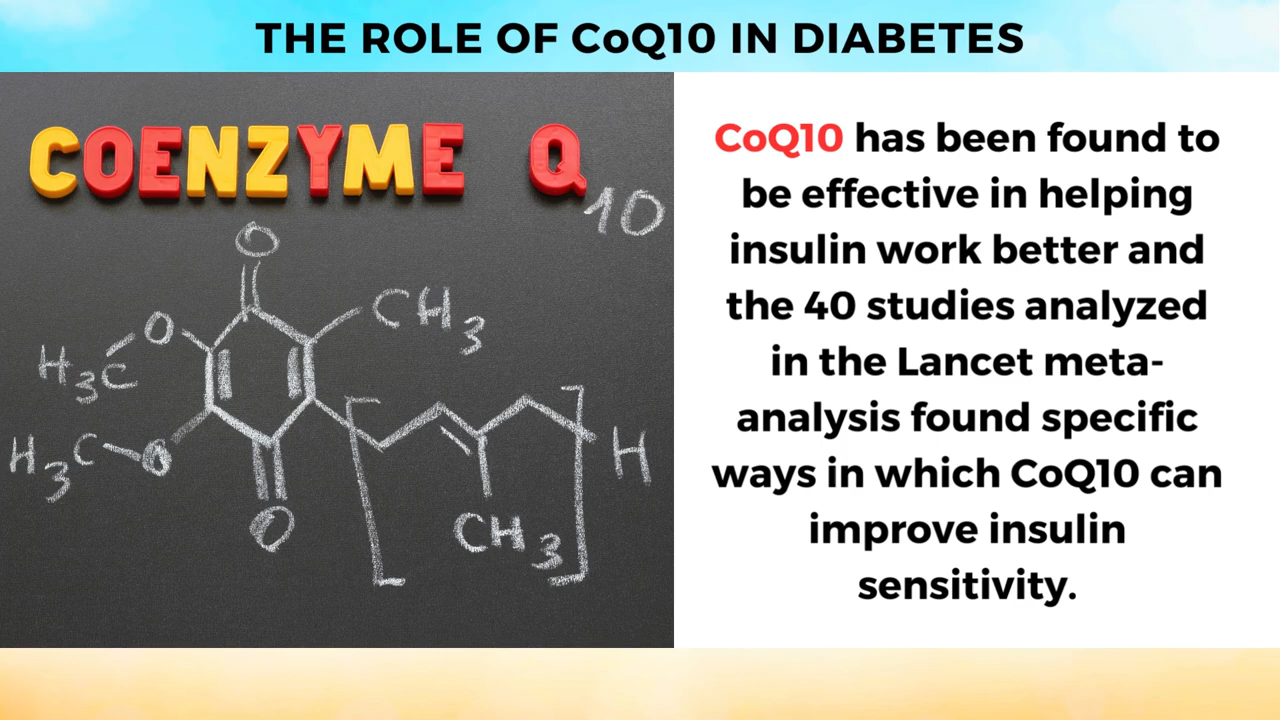 THE ROLE OF CoQ10 IN DIABETES
COENZYME Q
10
O
CH3
O
H3C
H3C
O
O
CH3
H
CoQ10 has been found to
be effective in helping
insulin work better and
the 40 studies analyzed
in the Lancet meta-
analysis found specific
ways in which CoQ10 can
improve insulin
sensitivity.